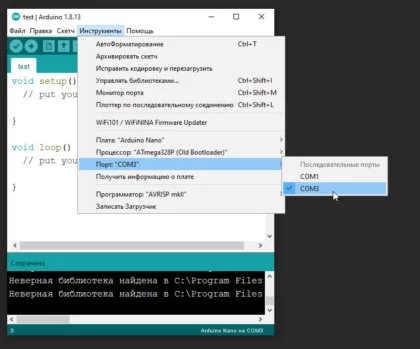 test | Arduino 1.8.13
Файл Правка Скетч Инструменты Помощь
test
void setup()
// put you
}
void loop()
// put you
}
АвтоФорматирование Ctrl+T
Архивировать скетч
Исправить кодировку и перезагрузить
Управлять библиотеками... Ctrl+Shift+I
Монитор порта Ctrl+Shift+M
Плоттер по последовательному соединению Ctrl+Shift+L
WiFi101 / WiFiNINA Firmware Updater
Плата: "Arduino Nano"
Процессор: "ATmega328P (Old Bootloader)"
Порт: "COM3"
Получить информацию о плате
Программатор: "AVRISP mkII"
Записать Загрузчик
Последовательные порты
COM1
COM3
Сохранено.
Неверная библиотека найдена в C:\Program Files
Неверная библиотека найдена в C:\Program Files
3 Arduino Nano на COM3